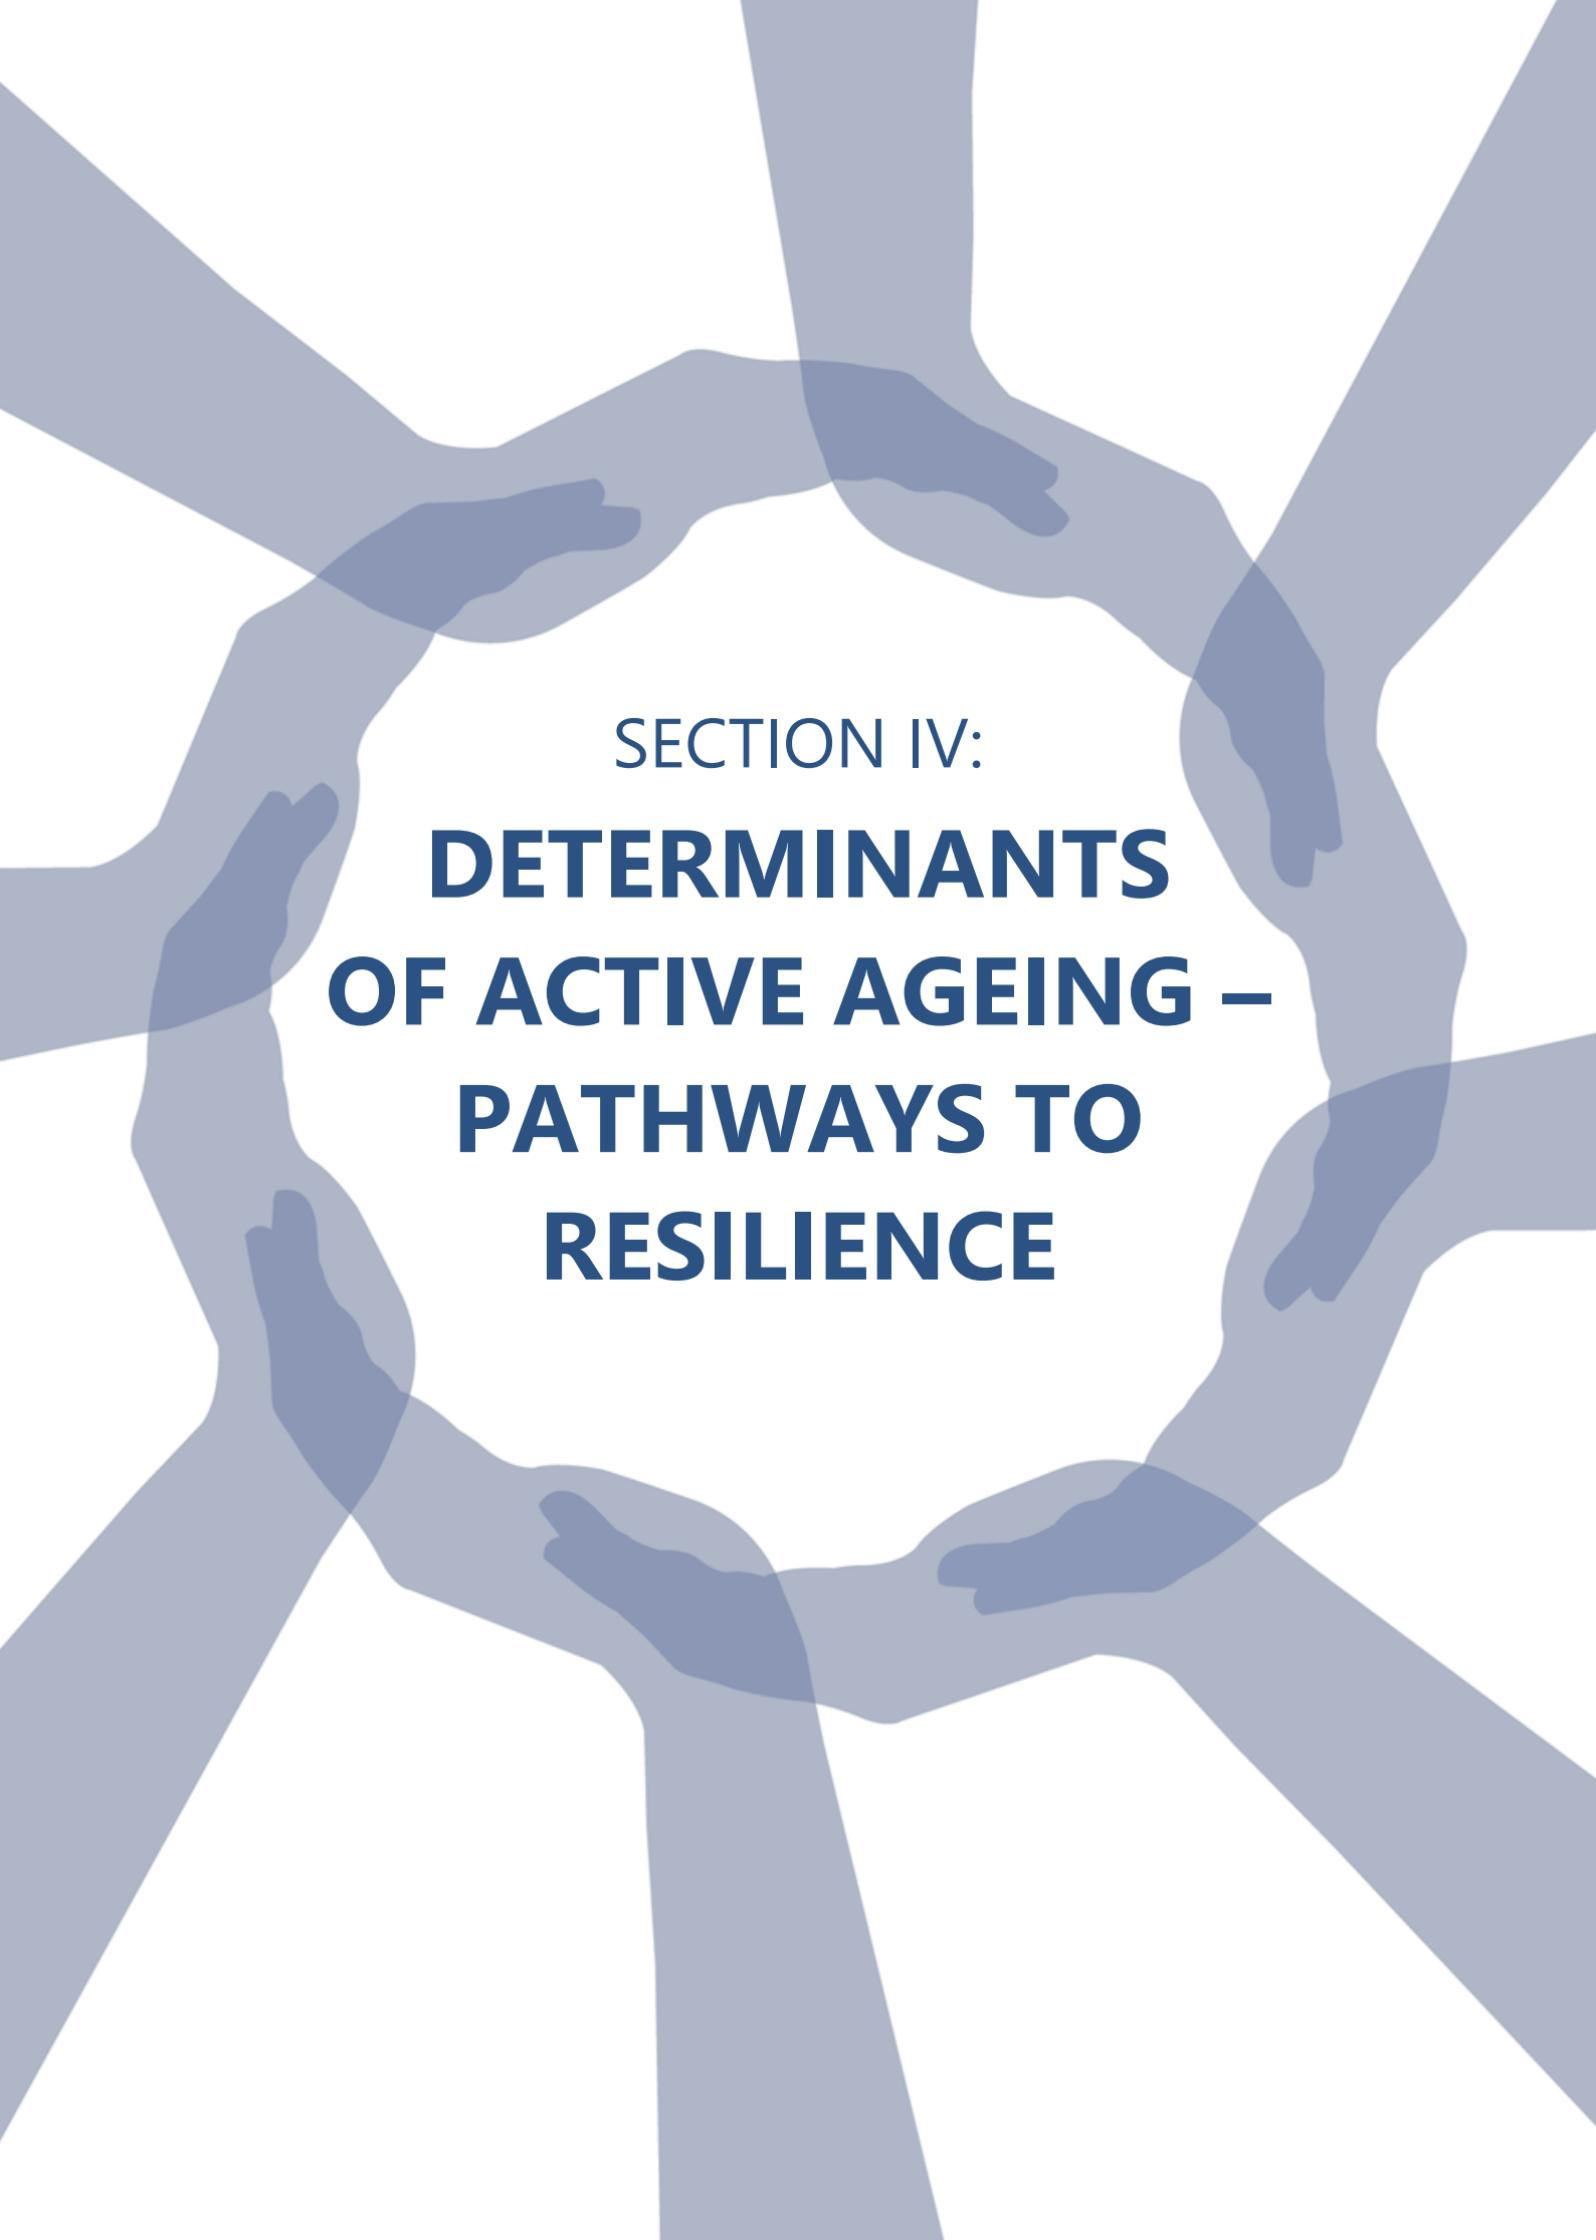 SECTION IV:
DETERMINANTS
OF ACTIVE AGEING –
PATHWAYS TO
RESILIENCE